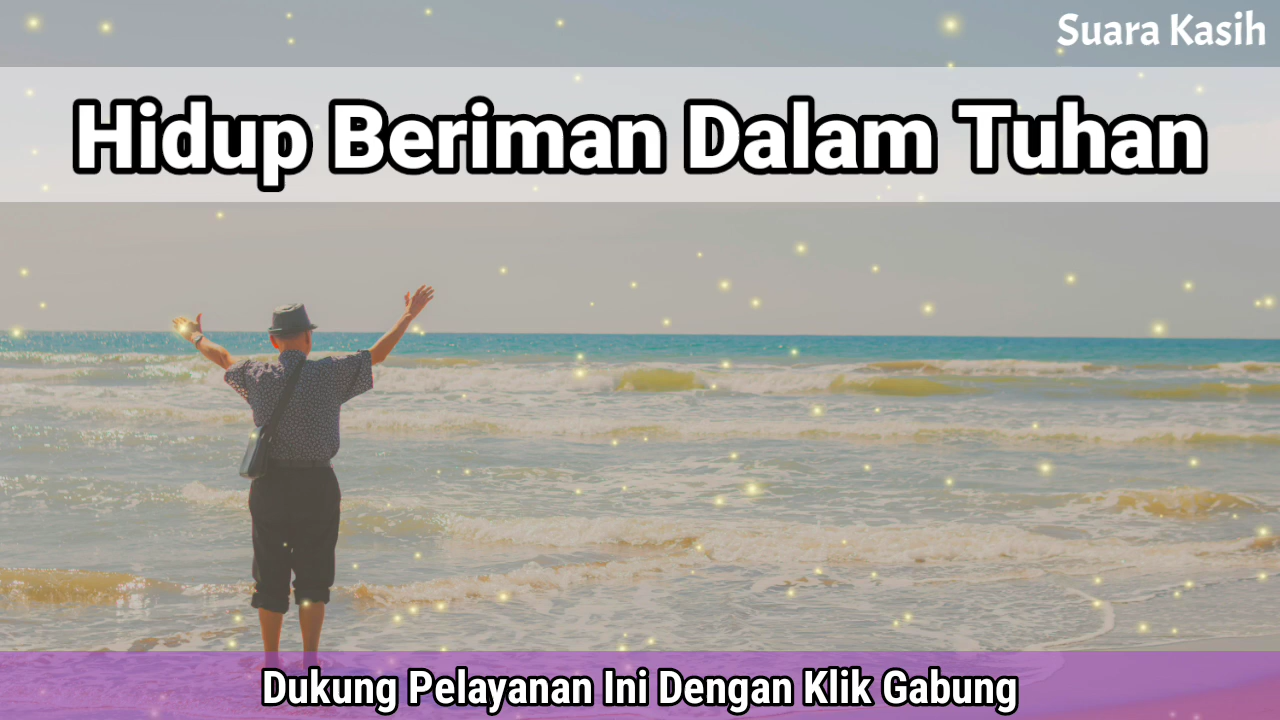 Suara Kasih
Hidup Beriman Dalam Tuhan
Dukung Pelayanan Ini Dengan Klik Gabung